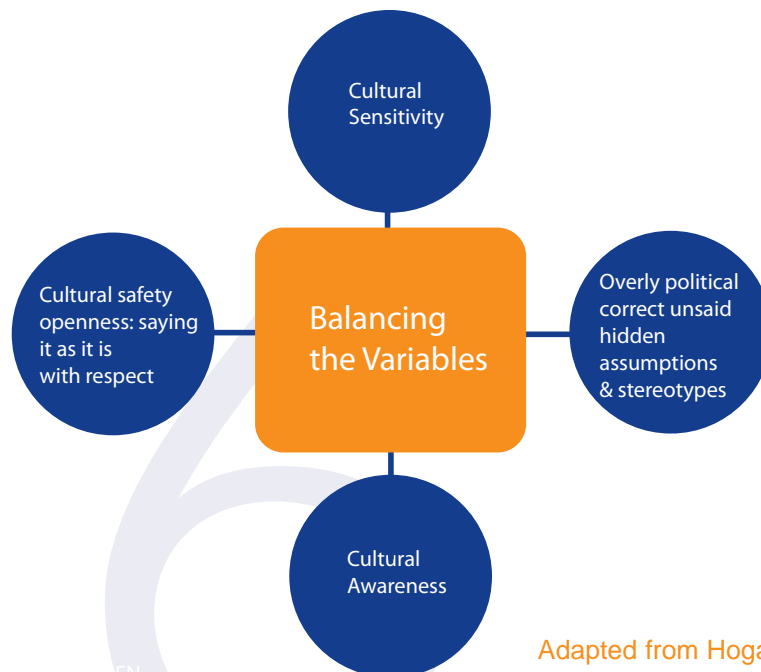 Cultural
Sensitivity
Cultural safety
openness: saying
it as it is
with respect
Balancing
the Variables
Overly political
correct unsaid
hidden
assumptions
& stereotypes
Cultural
Awareness
Adapted from